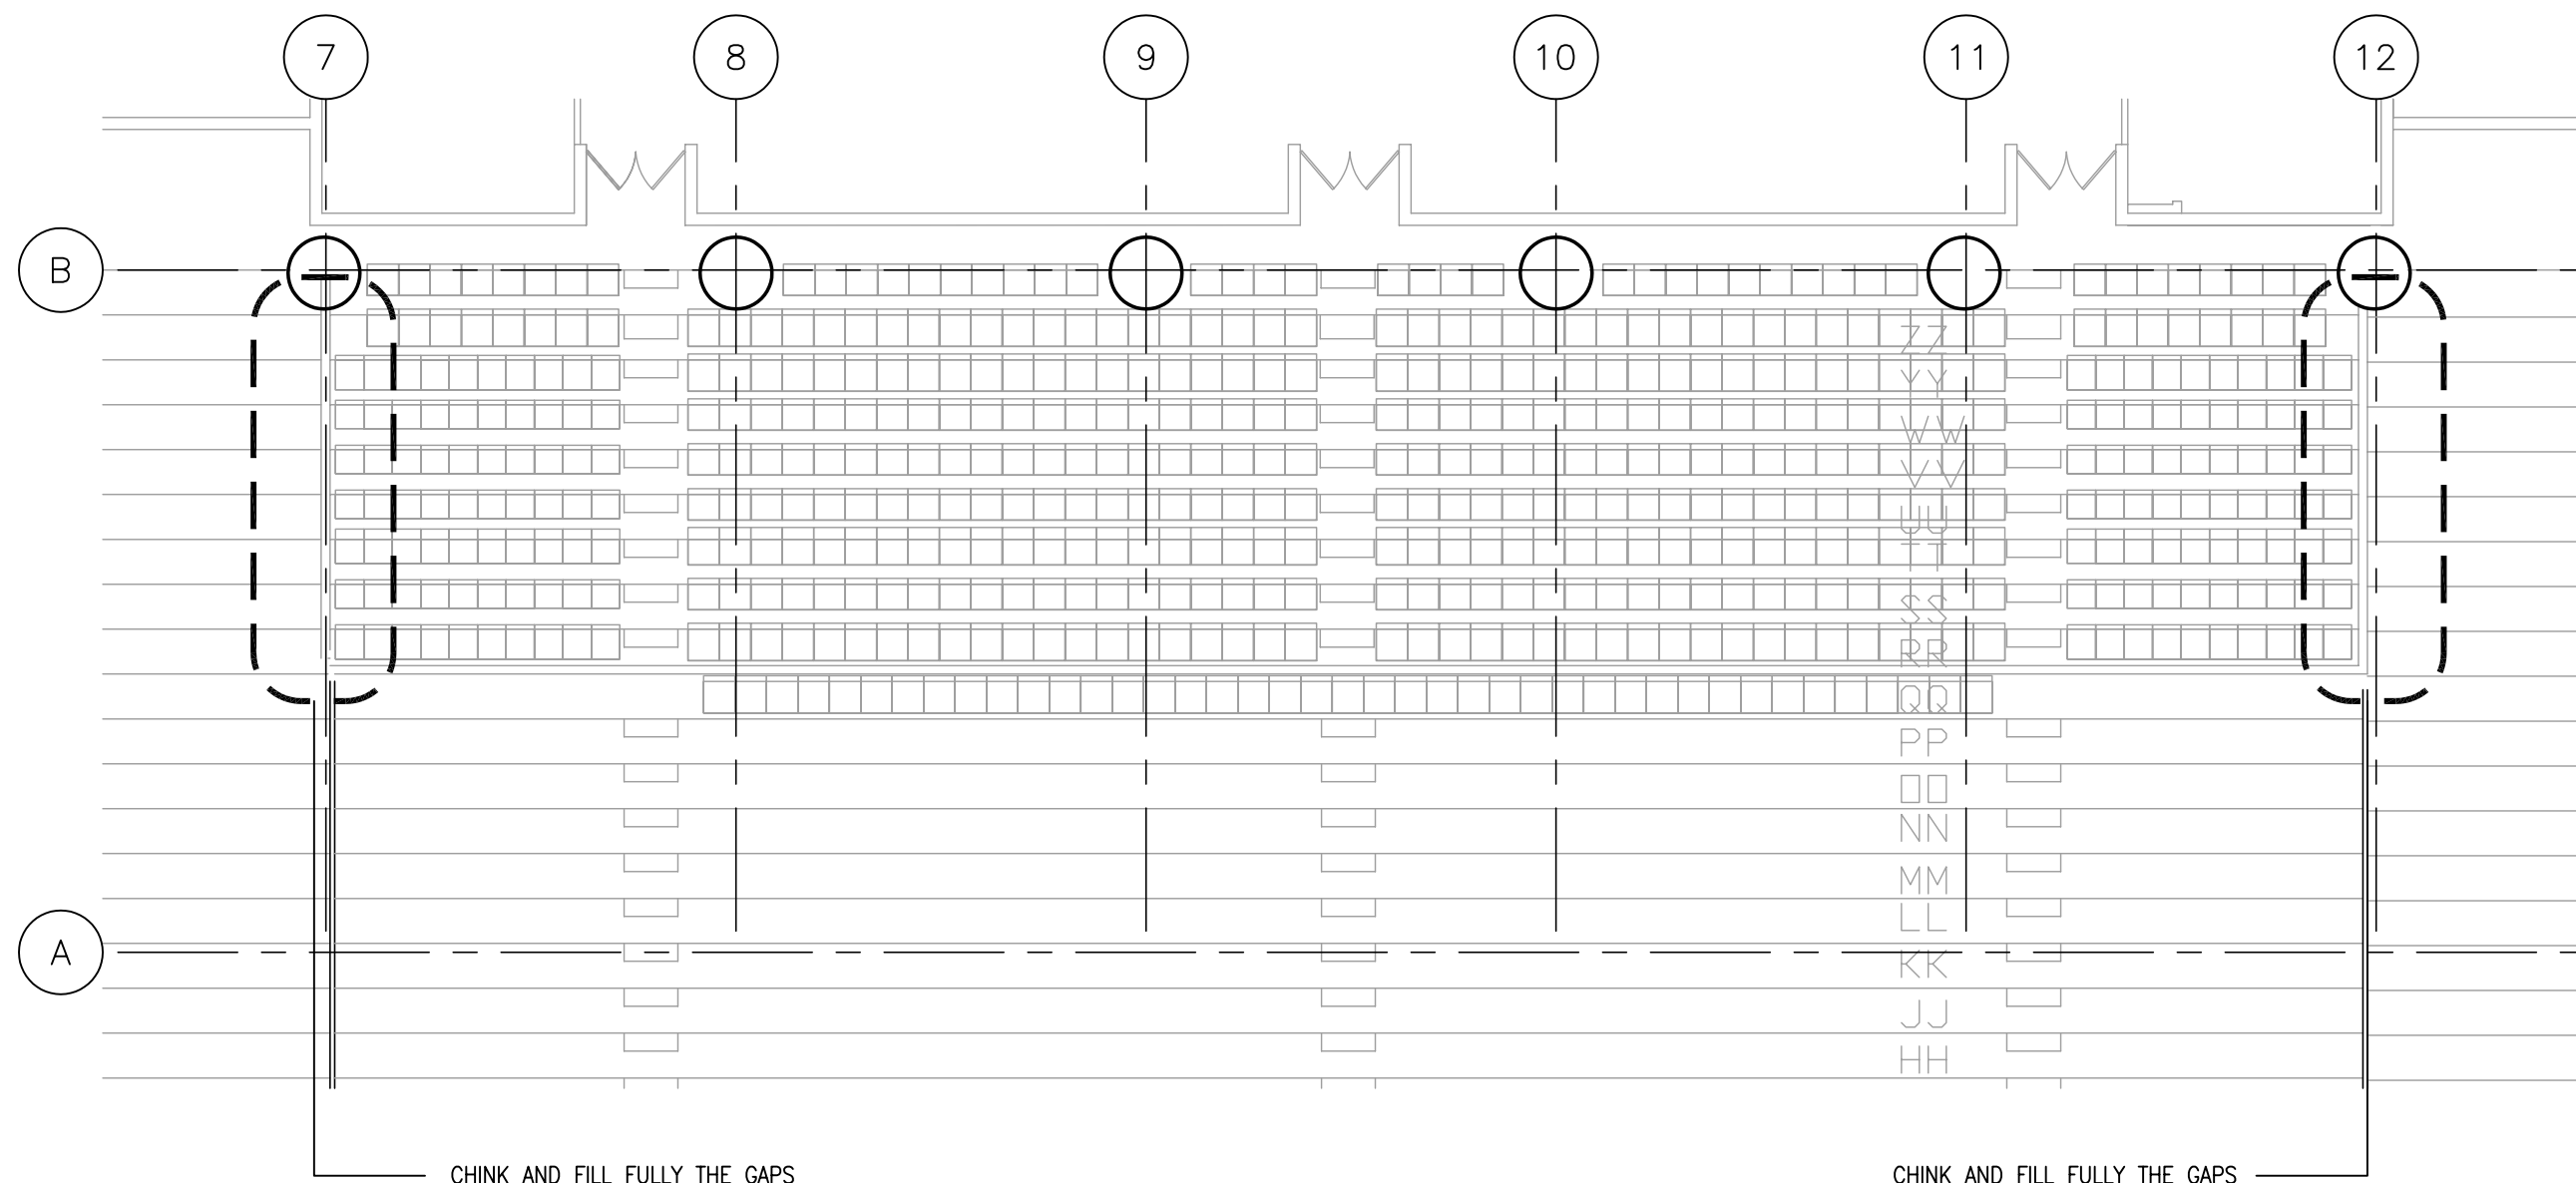 7 8 9 10 11 12
B
ZZ
YY
WW
VV
UU
TT
SS
RR
QQ
PP
OO
NN
MM
LL
A
KK
JJ
HH
CHINK AND FILL FULLY THE GAPS CHINK AND FILL FULLY THE GAPS